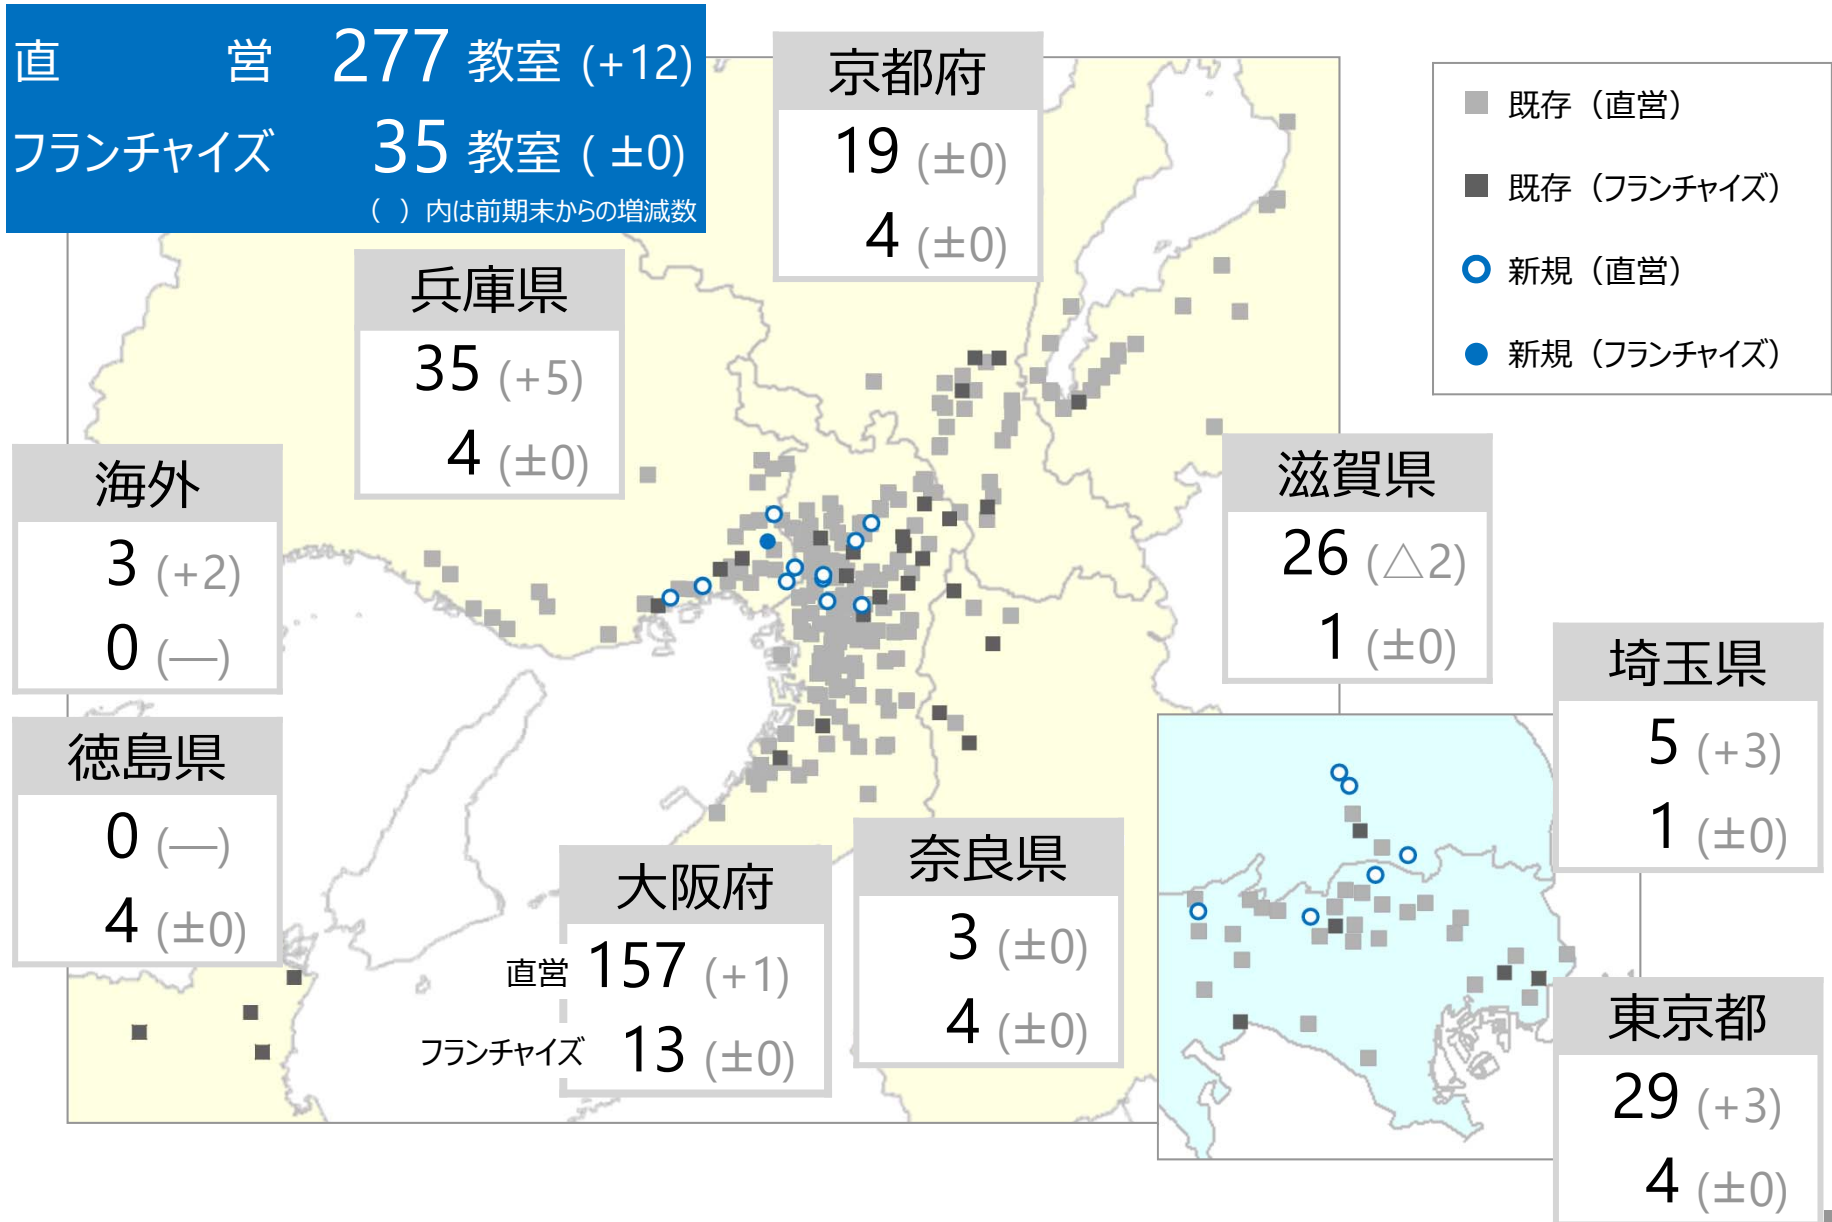 直　　　営　277 教室 (+12)
フランチャイズ　35 教室 ( ±0)
（　）内は前期末からの増減数
京都府
19 (±0)
4 (±0)
既存（直営）
既存（フランチャイズ）
新規（直営）
新規（フランチャイズ）
兵庫県
35 (+5)
4 (±0)
海外
3 (+2)
0 (―)
滋賀県
26 (△2)
1 (±0)
埼玉県
5 (+3)
1 (±0)
徳島県
0 (―)
4 (±0)
大阪府
直営 157 (+1)
フランチャイズ 13 (±0)
奈良県
3 (±0)
4 (±0)
東京都
29 (+3)
4 (±0)